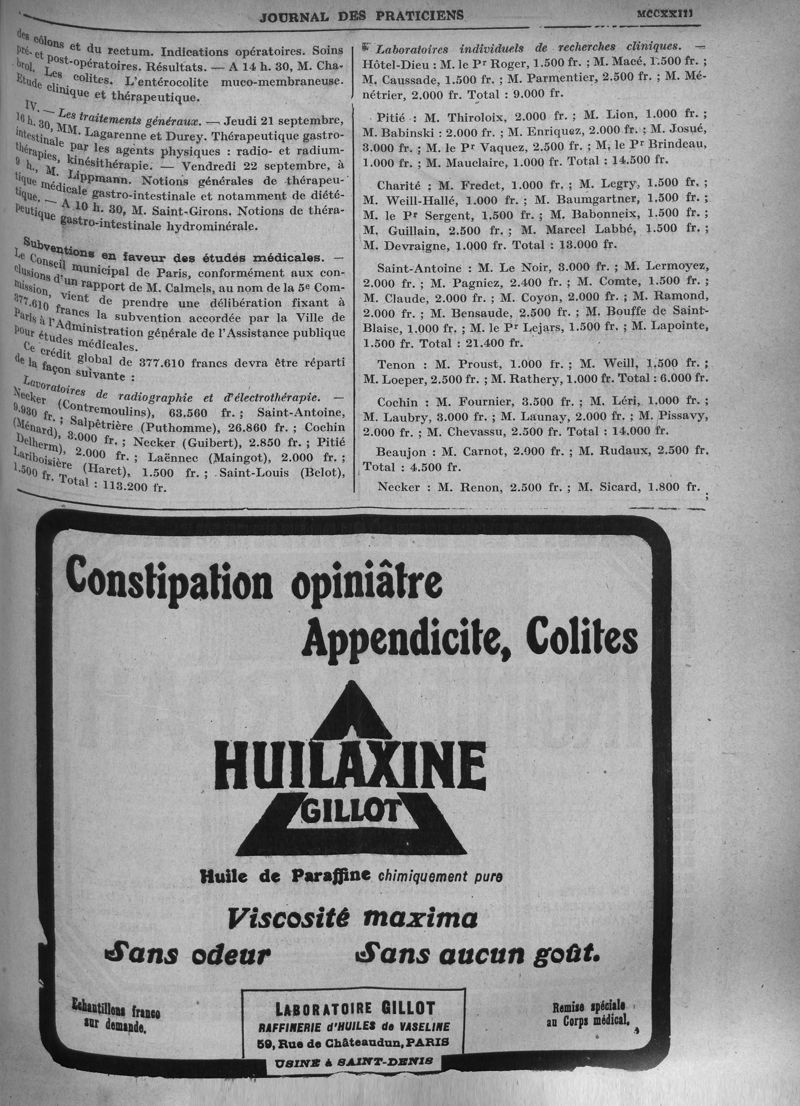 JOURNAL DES PRATICIENS
MCCXXIII
des côlons et du rectum. Indications opératoires. Soins
pré- et post-opératoires. Résultats. — A 14 h. 30, M. Cha-
brol, Les colites. L'entérocolite muco-membraneuse.
Etude clinique et thérapeutique.
IV. — Les traitements généraux. — Jeudi 21 septembre,
16 h. 30, MM. Lagarenne et Durey. Thérapeutique gastro-
intestinale par les agents physiques : radio- et radium-
thérapies, kinésithérapie. — Vendredi 22 septembre, à
9 h., M. Lippmann. Notions générales de thérapeu-
tique médicale gastro-intestinale et notamment de diété-
tique. — A 10 h. 30, M. Saint-Girons. Notions de théra-
peutique gastro-intestinale hydrominérale.
Subventions en faveur des études médicales. —
Le Conseil municipal de Paris, conformément aux con-
clusions d'un rapport de M. Calmels, au nom de la 5e Com-
mission, vient de prendre une délibération fixant à
377.610 francs la subvention accordée par la Ville de
Paris à l'Administration générale de l'Assistance publique
pour études médicales.
Ce crédit global de 377.610 francs devra être réparti
de la façon suivante :
Lavoratoires de radiographie et d'électrothérapie. —
Necker (Contremoulins), 63.560 fr. ; Saint-Antoine,
9.930 fr. ; Salpêtrière (Puthomme), 26.860 fr. ; Cochin
(Ménard), 3.000 fr. ; Necker (Guibert), 2.850 fr. ; Pitié
Delherm), 2.000 fr. ; Laënnec (Maingot), 2.000 fr. ;
Lariboisière (Haret), 1.500 fr. ; Saint-Louis (Belot),
1.500 fr. Total : 113.200 fr.
Laboratoires individuels de recherches cliniques. —
Hôtel-Dieu : M. le Pr Roger, 1.500 fr. ; M. Macé, 1.500 fr. ;
M, Caussade, 1.500 fr. ; M. Parmentier, 2.500 fr. ; M. Mé-
nétrier, 2.000 fr. Total : 9.000 fr.
Pitié : M. Thiroloix, 2.000 fr. ; M. Lion, 1.000 fr. ;
M. Babinski : 2.000 fr. ; M. Enriquez, 2.000 fr. ; M. Josué,
3.000 fr. ; M. le Pr Vaquez, 2.500 fr. ; M, le Pr Brindeau,
1.000 fr. ; M. Mauclaire, 1.000 fr. Total : 14.500 fr.
Charité : M. Fredet, 1.000 fr. ; M. Legry, 1.500 fr. ;
M. Weill-Hallé, 1.000 fr. ; M. Baumgartner, 1.500 fr. ;
M. le Pr Sergent, 1.500 fr. ; M. Babonneix, 1.500 fr. ;
M, Guillain, 2.500 fr. ; M. Marcel Labbé, 1.500 fr. ;
M. Devraigne, 1.000 fr. Total : 13.000 fr.
Saint-Antoine : M. Le Noir, 3.000 fr. ; M. Lermoyez,
2.000 fr. ; M. Pagniez, 2.400 fr. ; M. Comte, 1.500 fr. ;
M. Claude, 2.000 fr. ; M. Coyon, 2.000 fr. ; M. Ramond,
2.000 fr. ; M. Bensaude, 2.500 fr. ; M. Bouffe de Saint-
Blaise, 1.000 fr. ; M. le Pr Lejars, 1.500 fr. ; M. Lapointe,
1.500 fr. Total : 21.400 fr.
Tenon : M. Proust, 1.000 fr. ; M. Weill, 1.500 fr. ;
M. Loeper, 2.500 fr. ; M. Rathery, 1.000 fr. Total : 6.000 fr.
Cochin : M. Fournier, 3.500 fr. ; M. Léri, 1.000 fr. ;
M. Laubry, 3.000 fr. ; M. Launay, 2.000 fr. ; M. Pissavy,
2.000 fr. ; M. Chevassu, 2.500 fr. Total : 14.000 fr.
Beaujon : M. Carnot, 2.000 fr. ; M. Rudaux, 2.500 fr.
Total : 4.500 fr.
Necker : M. Renon, 2.500 fr. ; M. Sicard, 1.800 fr. ;
Constipation opiniâtre
Appendicite, Colites
HUILAXINE
GILLOT
Huile de Paraffine chimiquement pure
Viscosité maxima
Sans odeur Sans aucun goût.
Echantillons franco
sur demande.
LABORATOIRE GILLOT
RAFFINERIE d'HUILES de VASELINE
59, Rue de Châteaudun, PARIS
USINE à SAINT-DENIS
Remise spéciale
au Corps médical.
4